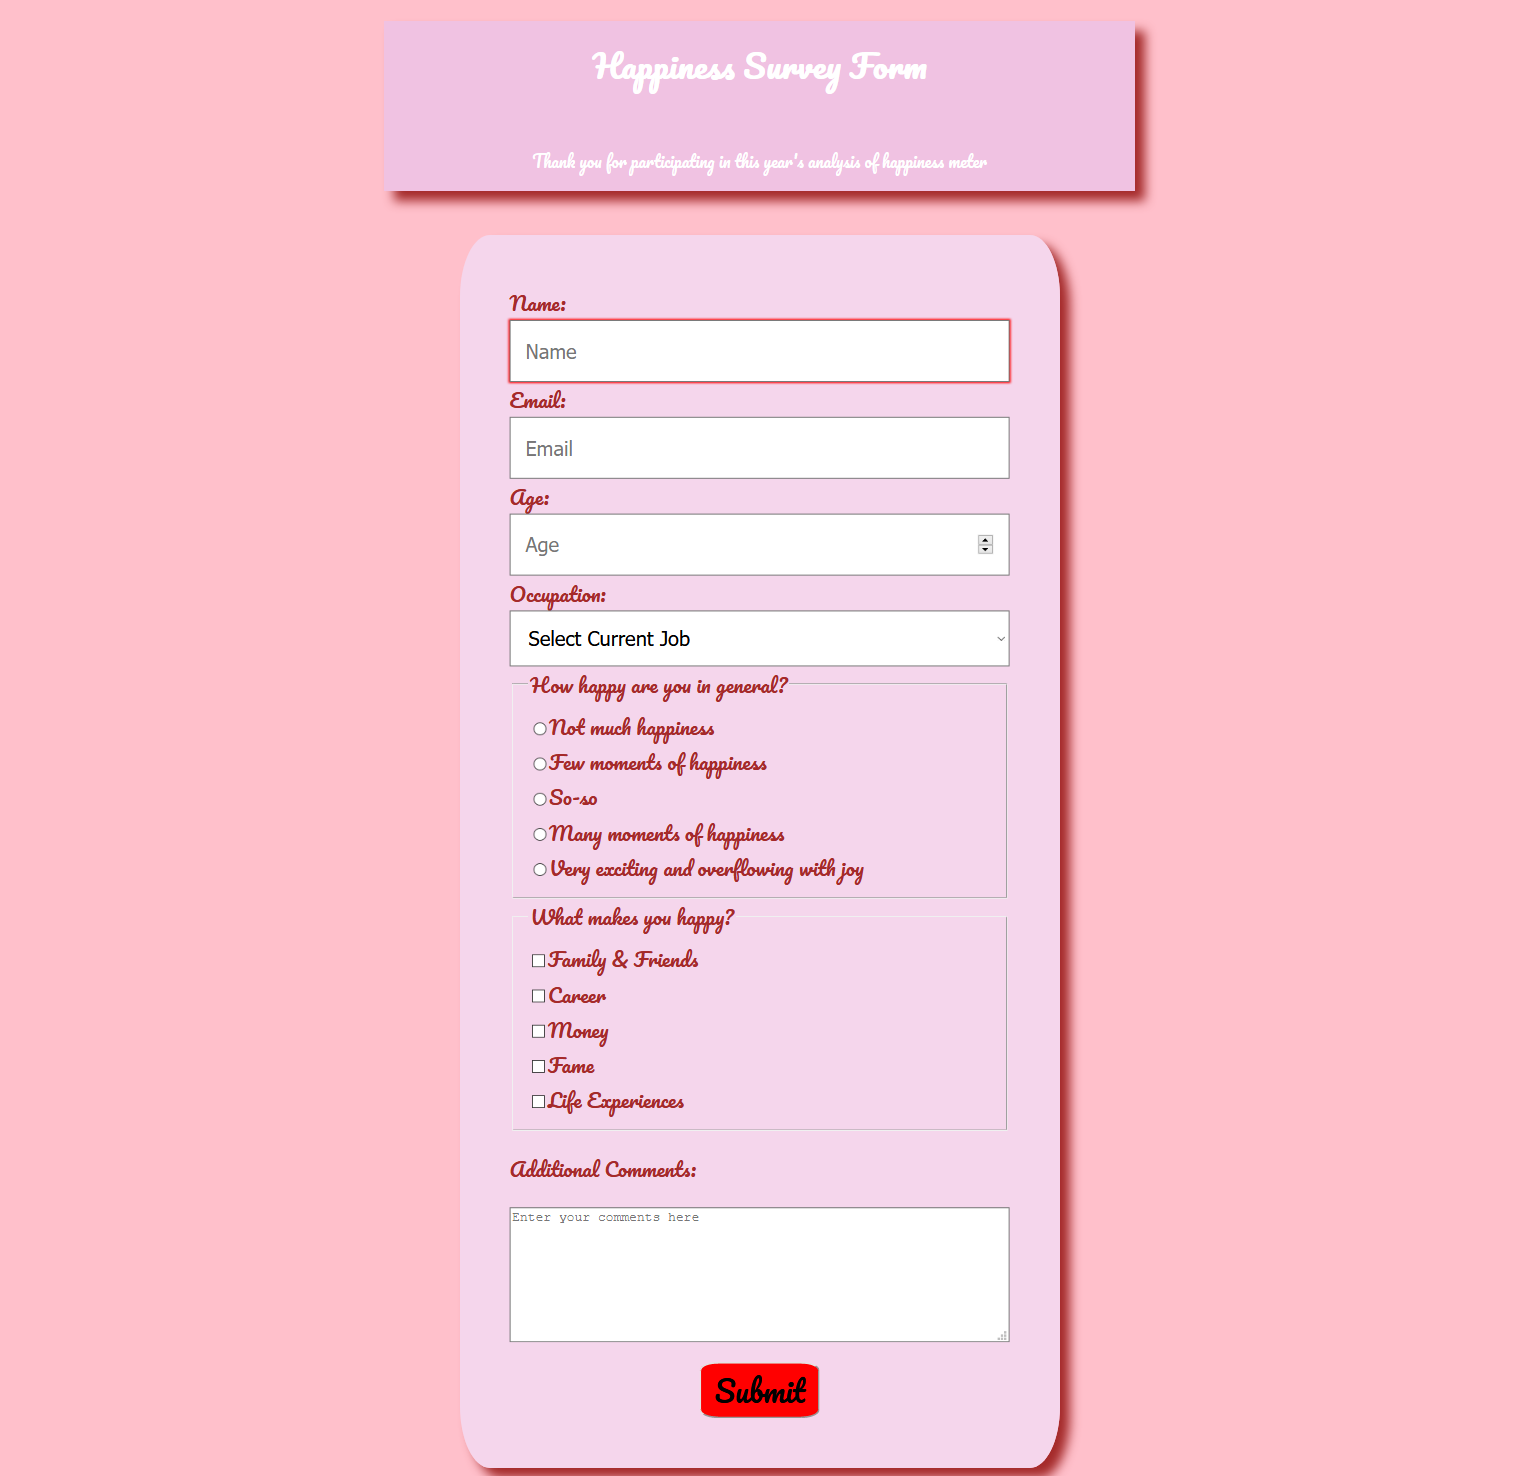 Happiness Survey Form
Thank you for participating in this year's analysis of happiness meter
Name:
Name
Email:
Email
Age:
Age
Occupation:
Select Current Job
How happy are you in general?
Not much happiness
Few moments of happiness
So-so
Many moments of happiness
Very exciting and overflowing with joy
What makes you happy?
Family & Friends
Career
Money
Fame
Life Experiences
Additional Comments:
Enter your comments here
Submit